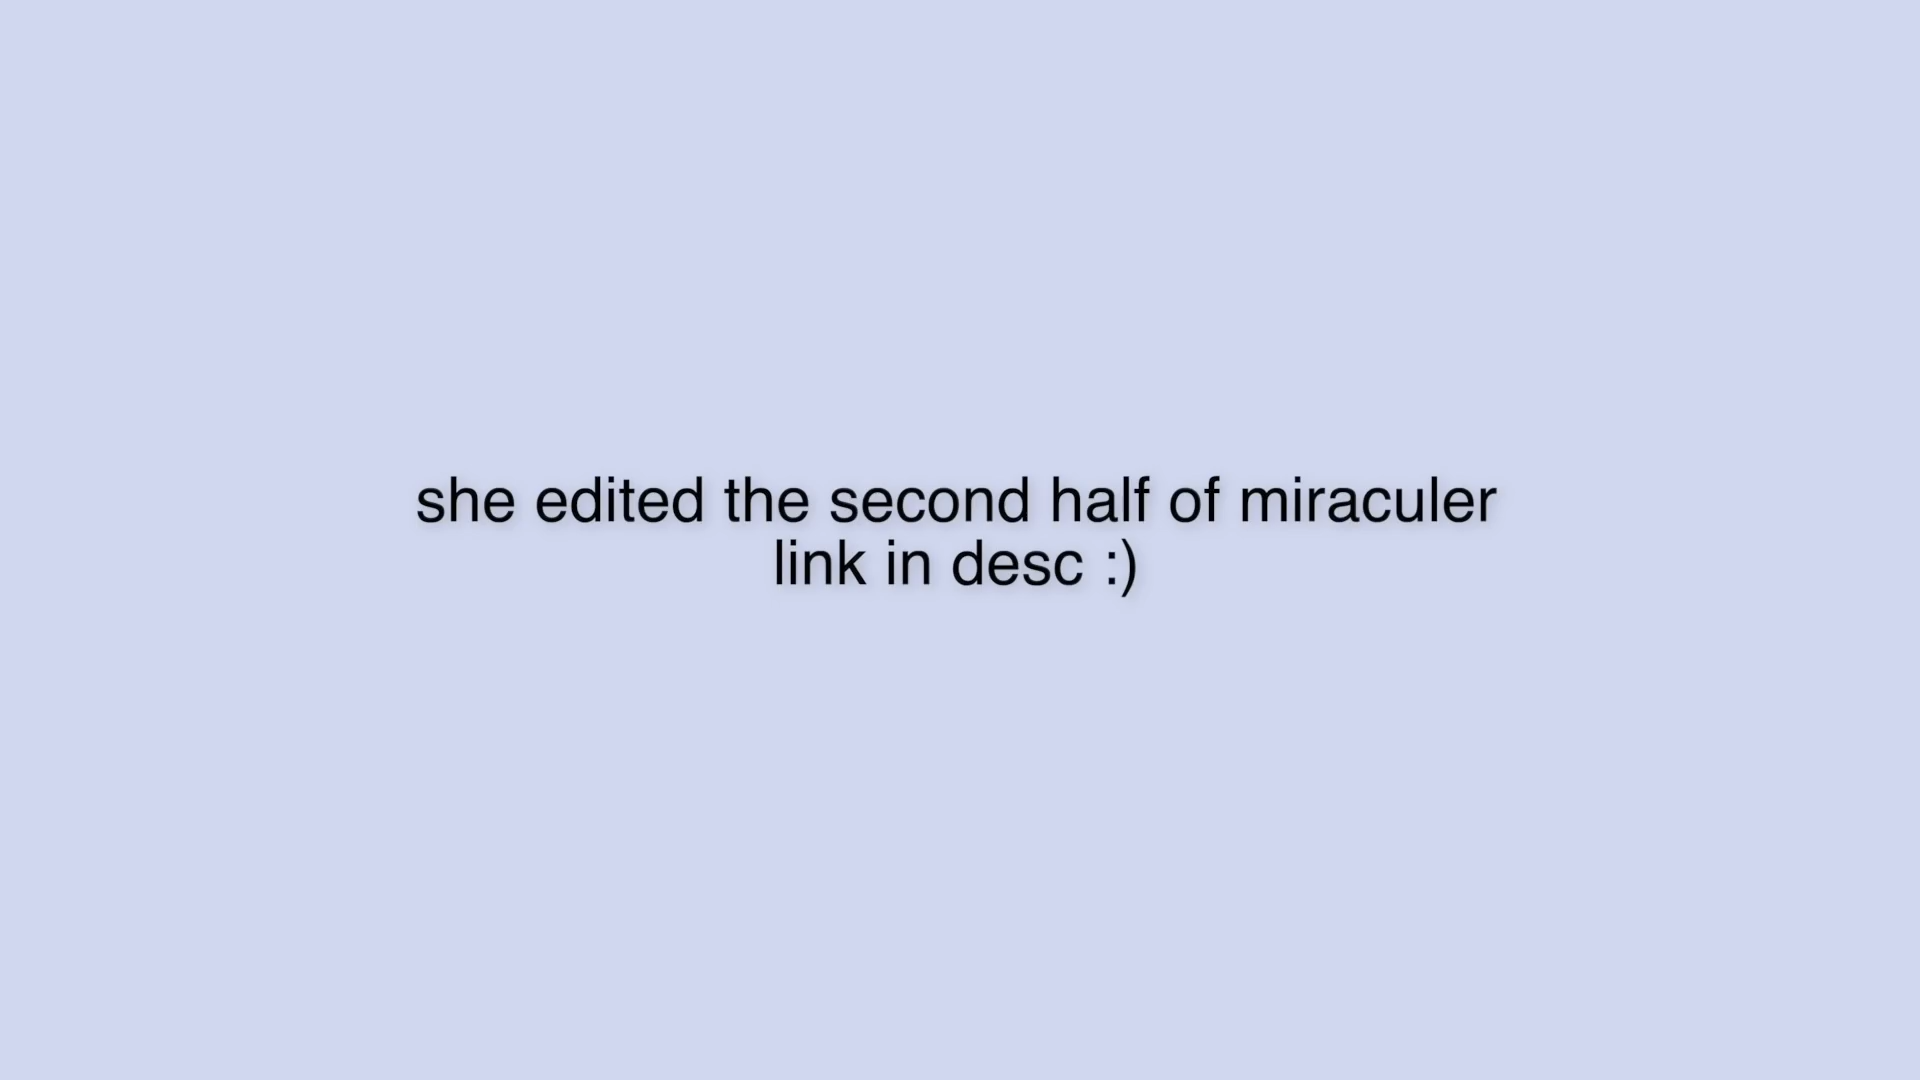 she edited the second half of miraculer
link in desc :)